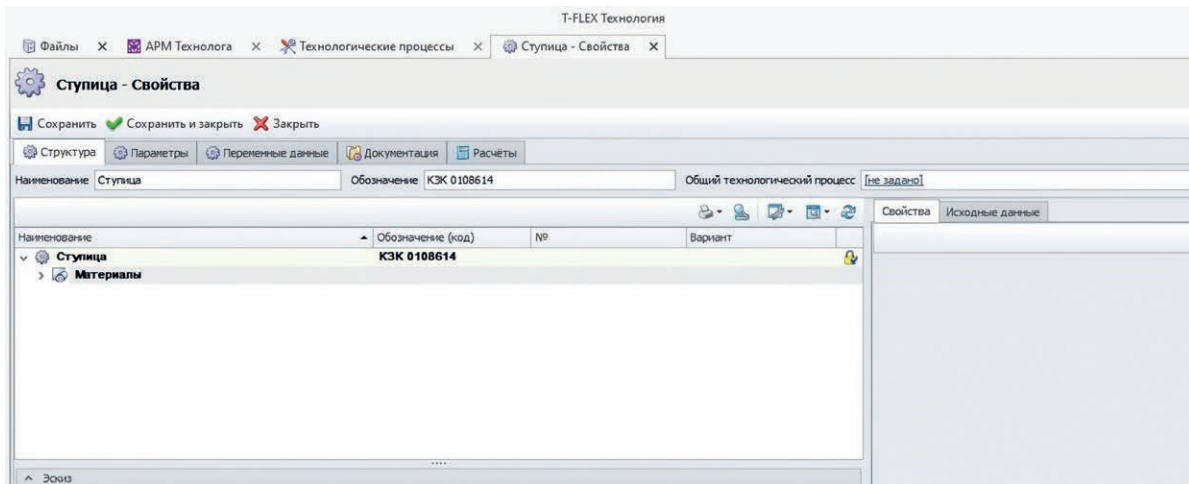 T-FLEX Технология
Файлы АРМ Технолога Технологические процессы Ступица - Свойства
Ступица - Свойства
Сохранить Сохранить и закрыть Закрыть
Структура Параметры Переменные данные Документация Расчёты
Наименование Ступица Обозначение КЗК 0108614 Общий технологический процесс [не задано]
Свойства Исходные данные
Наименование Обозначение (код) № Вариант
Ступица КЗК 0108614
Материалы
Эскиз